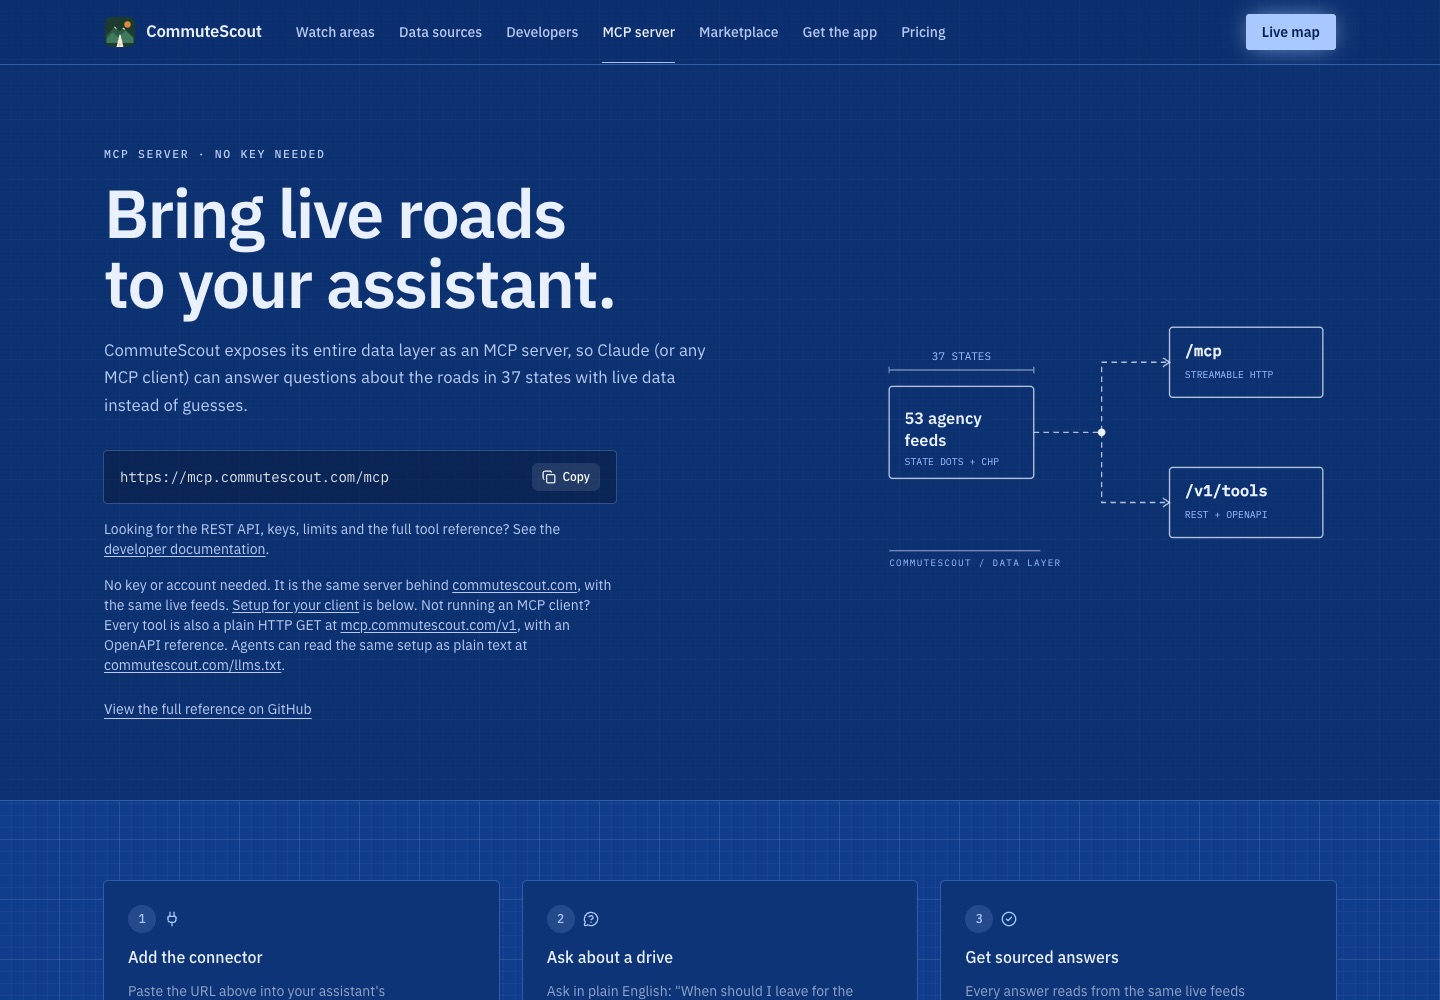 CommuteScout
Watch areas
Data sources
Developers
MCP server
Marketplace
Get the app
Pricing
Live map
MCP SERVER · NO KEY NEEDED
Bring live roads
to your assistant.
CommuteScout exposes its entire data layer as an MCP server, so Claude (or any
MCP client) can answer questions about the roads in 37 states with live data
instead of guesses.
https://mcp.commutescout.com/mcp
Copy
Looking for the REST API, keys, limits and the full tool reference? See the
developer documentation.
No key or account needed. It is the same server behind commutescout.com, with
the same live feeds. Setup for your client is below. Not running an MCP client?
Every tool is also a plain HTTP GET at mcp.commutescout.com/v1, with an
OpenAPI reference. Agents can read the same setup as plain text at
commutescout.com/llms.txt.
View the full reference on GitHub
37 STATES
53 agency
feeds
STATE DOTS + CHP
/mcp
STREAMABLE HTTP
/v1/tools
REST + OPENAPI
COMMUTESCOUT / DATA LAYER
1
Add the connector
Paste the URL above into your assistant's
2
Ask about a drive
Ask in plain English: "When should I leave for the
3
Get sourced answers
Every answer reads from the same live feeds